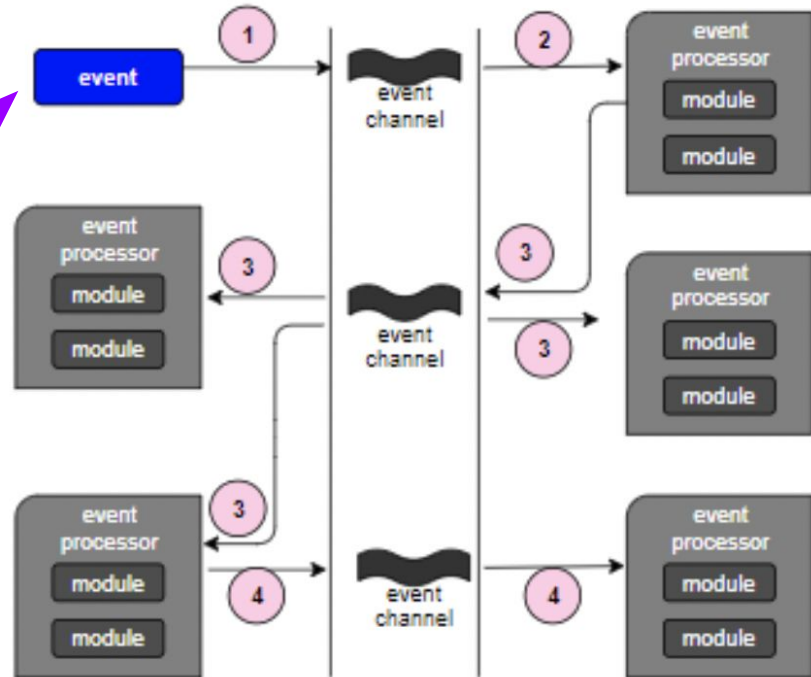 1
2
event
processor
event
event
channel
module
module
event
processor
3
3
event
processor
module
module
event
channel
3
module
module
3
event
processor
event
processor
module
4
event
channel
4
module
module
module